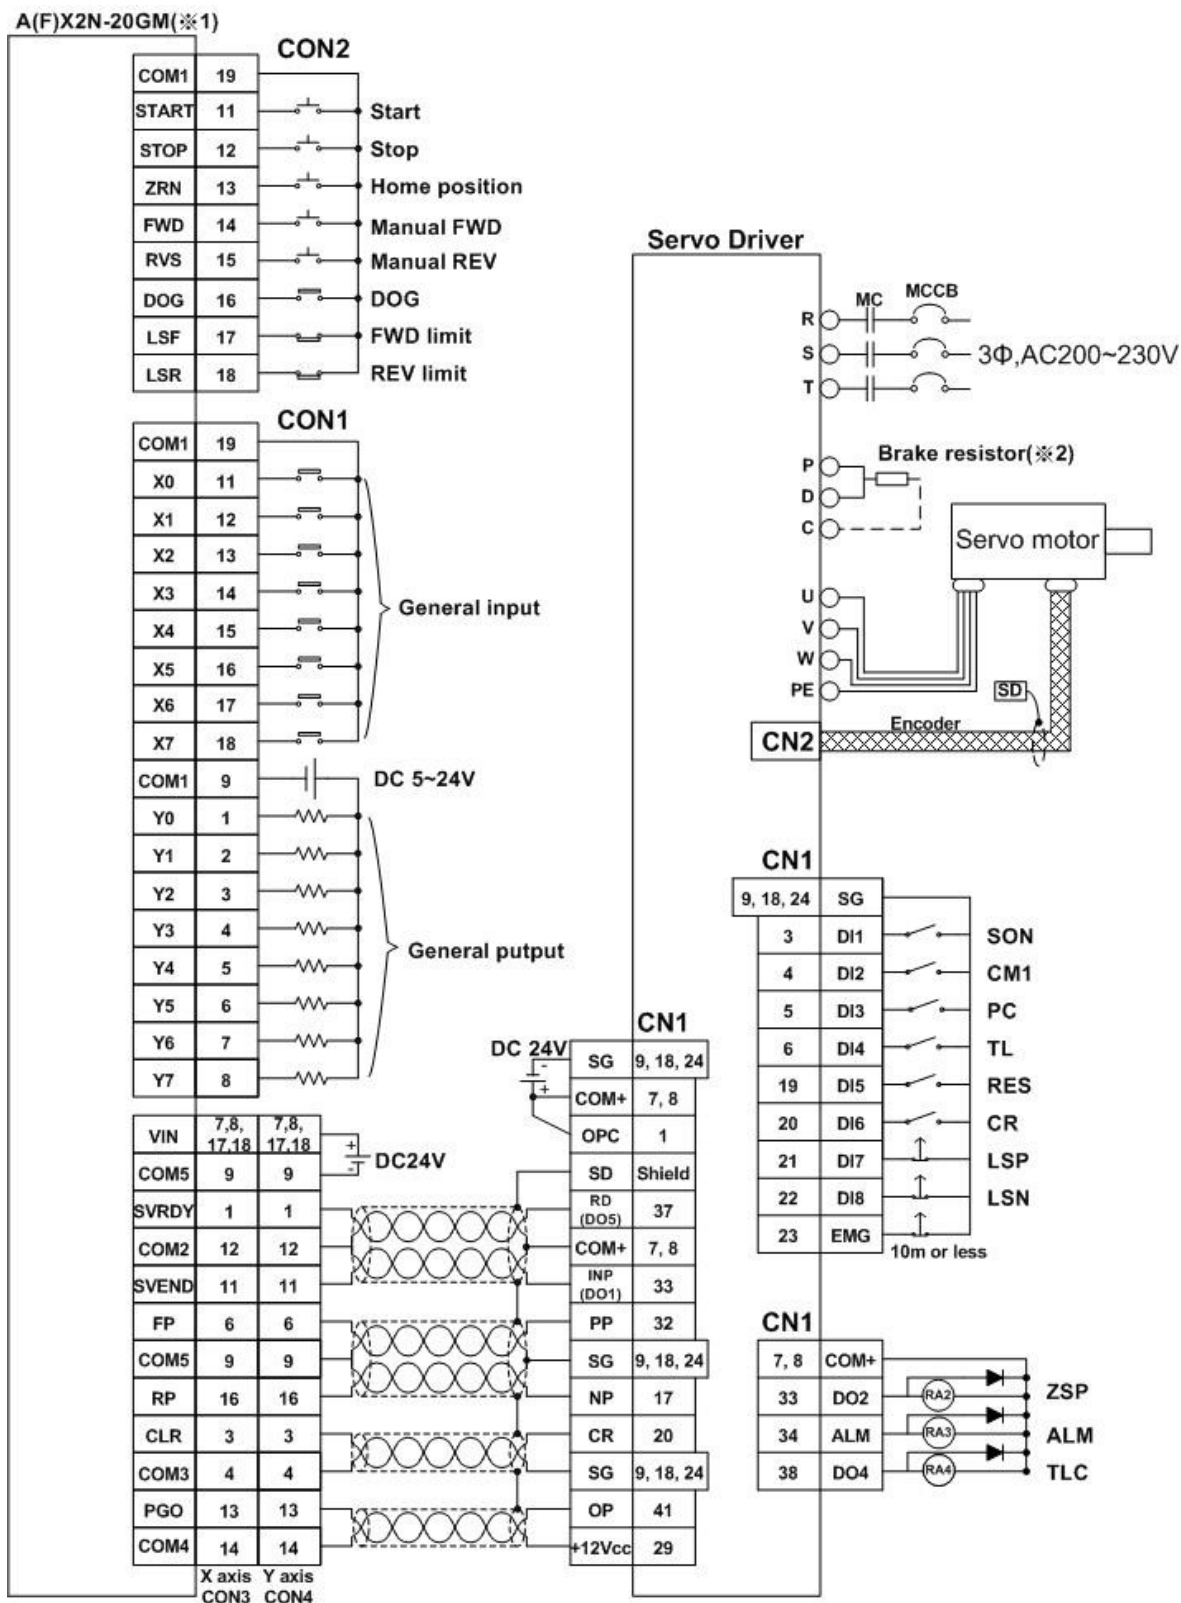 A(F)X2N-20GM(※1)
CON2
COM1 19
START 11 Start
STOP 12 Stop
ZRN 13 Home position
FWD 14 Manual FWD
RVS 15 Manual REV
DOG 16 DOG
LSF 17 FWD limit
LSR 18 REV limit
CON1
COM1 19
X0 11
X1 12
X2 13
X3 14
General input
X4 15
X5 16
X6 17
X7 18
COM1 9 DC 5~24V
Y0 1
Y1 2
Y2 3
Y3 4
General putput
Y4 5
Y5 6
Y6 7
Y7 8
VIN 7,8, 17,18 7,8, 17,18
+
-
DC24V
COM5 9 9
SVRDY 1 1
COM2 12 12
SVEND 11 11
FP 6 6
COM5 9 9
RP 16 16
CLR 3 3
COM3 4 4
PGO 13 13
COM4 14 14
X axis CON3
Y axis CON4
Servo Driver
R MC MCCB
S 3Φ,AC200~230V
T
P Brake resistor(※2)
D
C
Servo motor
U
V
W
PE
SD
CN2 Encoder
CN1
9, 18, 24 SG
3 DI1 SON
4 DI2 CM1
5 DI3 PC
6 DI4 TL
19 DI5 RES
20 DI6 CR
21 DI7 LSP
22 DI8 LSN
23 EMG
10m or less
CN1
DC 24V
-
+
SG 9, 18, 24
COM+ 7, 8
OPC 1
SD Shield
RD (DO5) 37
COM+ 7, 8
INP (DO1) 33
PP 32
SG 9, 18, 24
NP 17
CR 20
SG 9, 18, 24
OP 41
+12Vcc 29
CN1
7, 8 COM+
33 DO2 RA2 ZSP
34 ALM RA3 ALM
38 DO4 RA4 TLC